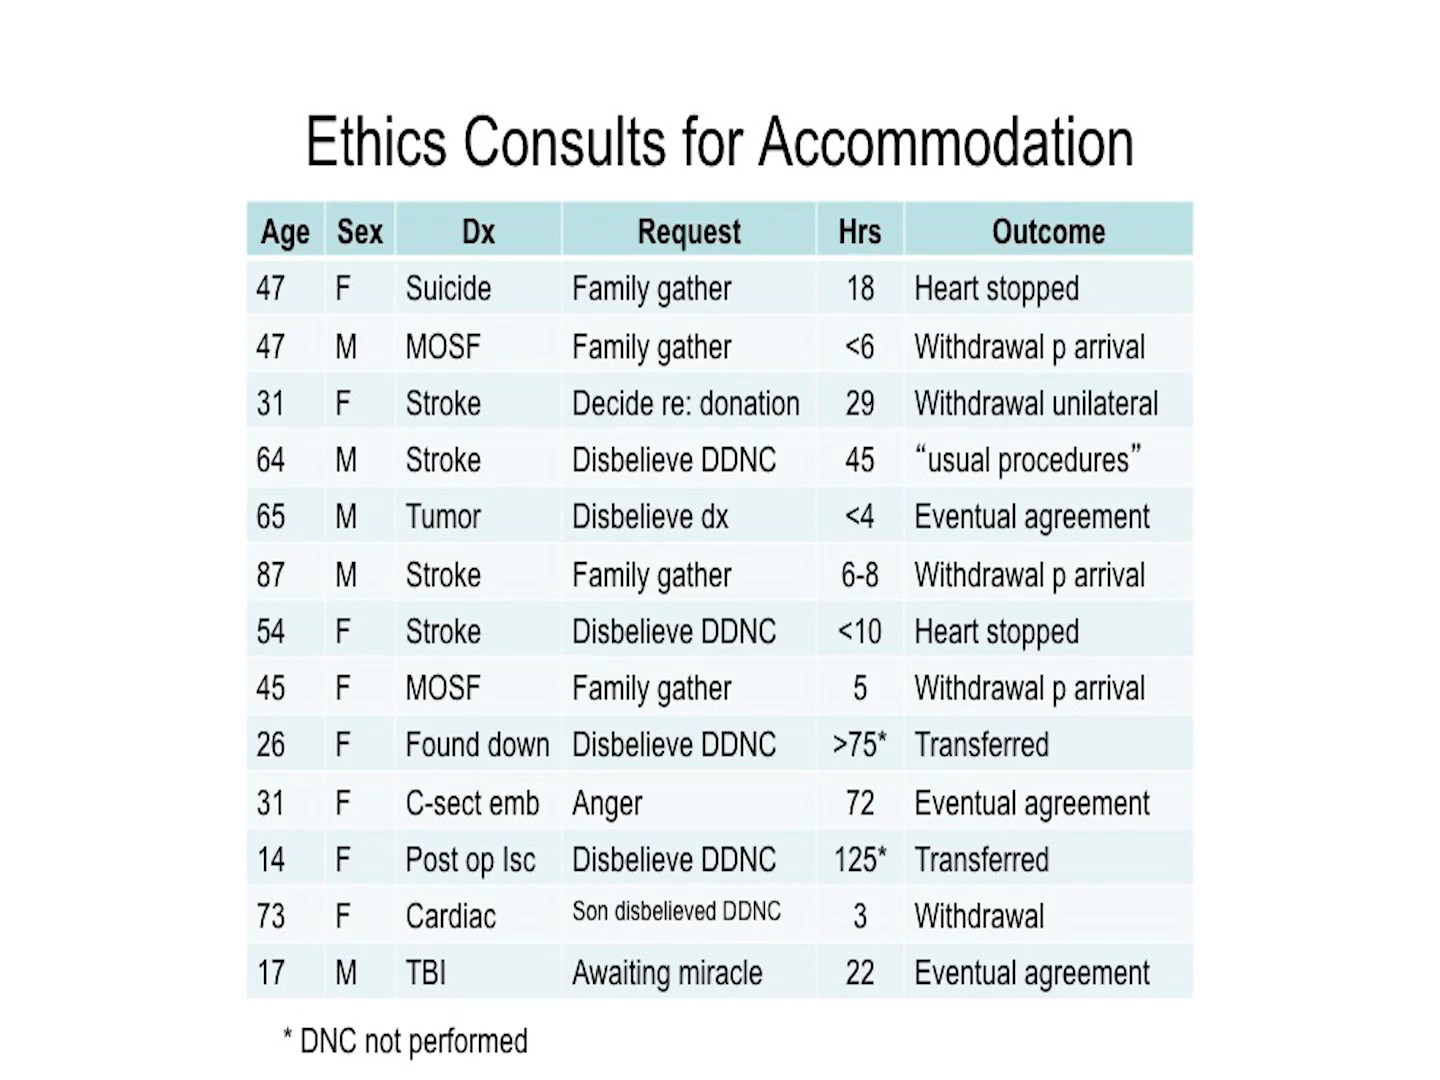 Ethics Consults for Accommodation
Age Sex Dx Request Hrs Outcome
47 F Suicide Family gather 18 Heart stopped
47 M MOSF Family gather <6 Withdrawal p arrival
31 F Stroke Decide re: donation 29 Withdrawal unilateral
64 M Stroke Disbelieve DDNC 45 “usual procedures”
65 M Tumor Disbelieve dx <4 Eventual agreement
87 M Stroke Family gather 6-8 Withdrawal p arrival
54 F Stroke Disbelieve DDNC <10 Heart stopped
45 F MOSF Family gather 5 Withdrawal p arrival
26 F Found down Disbelieve DDNC >75* Transferred
31 F C-sect emb Anger 72 Eventual agreement
14 F Post op Isc Disbelieve DDNC 125* Transferred
73 F Cardiac Son disbelieved DDNC 3 Withdrawal
17 M TBI Awaiting miracle 22 Eventual agreement
* DNC not performed